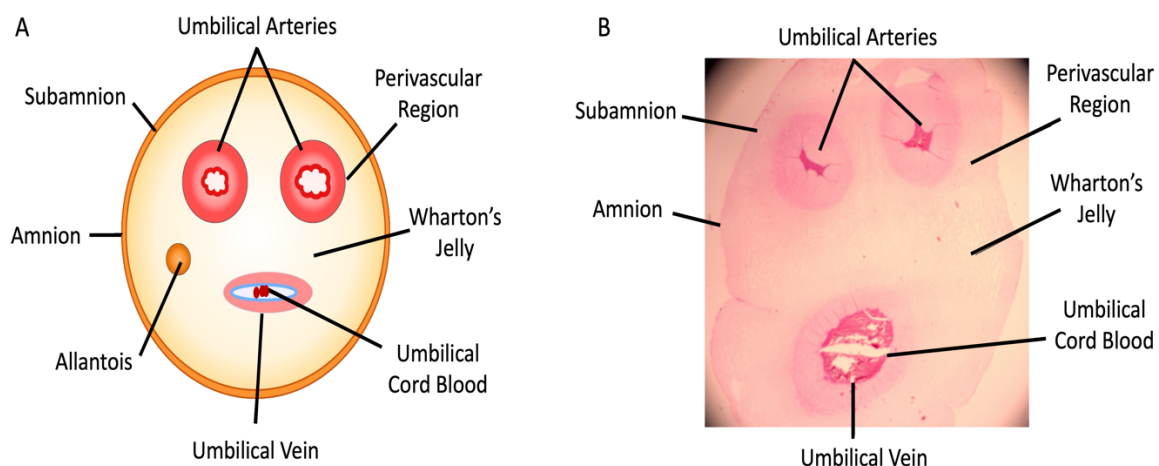 A
Umbilical Arteries
Subamnion
Perivascular
Region
Amnion
Wharton's
Jelly
Allantois
Umbilical
Cord Blood
Umbilical Vein
B
Umbilical Arteries
Subamnion
Perivascular
Region
Amnion
Wharton's
Jelly
Umbilical
Cord Blood
Umbilical Vein